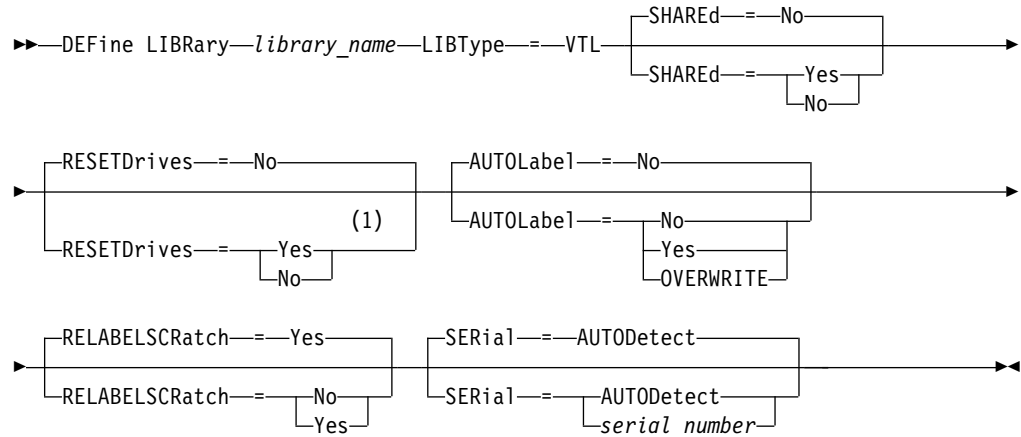 SHAREd = No
DEFine LIBRary library_name LIBType = VTL
SHAREd = Yes
No
RESETDrives = No
AUTOLabel = No
(1)
RESETDrives = Yes
No
AUTOLabel = No
Yes
OVERWRITE
RELABELSCRatch = Yes
SERial = AUTODetect
RELABELSCRatch = No
Yes
SERial = AUTODetect
serial number